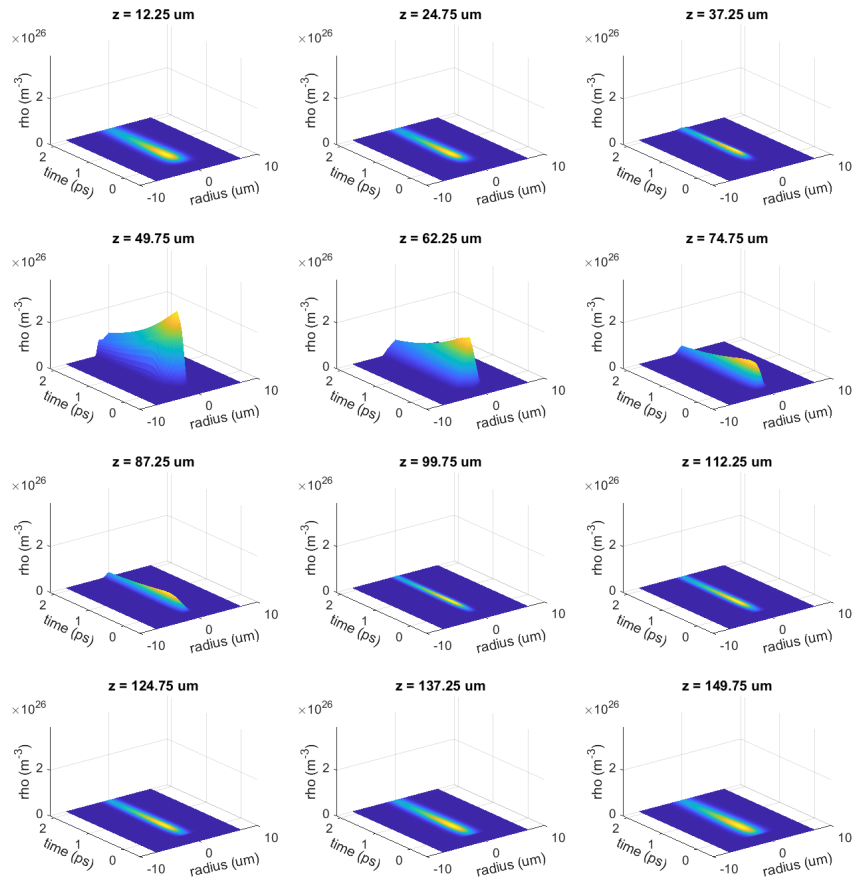 z = 12.25 um
×10^26
rho (m^-3)
2
0
2
1
0
time (ps)
-10
0
10
radius (um)
z = 24.75 um
×10^26
rho (m^-3)
2
0
2
1
0
time (ps)
-10
0
10
radius (um)
z = 37.25 um
×10^26
rho (m^-3)
2
0
2
1
0
time (ps)
-10
0
10
radius (um)
z = 49.75 um
×10^26
rho (m^-3)
2
0
2
1
0
time (ps)
-10
0
10
radius (um)
z = 62.25 um
×10^26
rho (m^-3)
2
0
2
1
0
time (ps)
-10
0
10
radius (um)
z = 74.75 um
×10^26
rho (m^-3)
2
0
2
1
0
time (ps)
-10
0
10
radius (um)
z = 87.25 um
×10^26
rho (m^-3)
2
0
2
1
0
time (ps)
-10
0
10
radius (um)
z = 99.75 um
×10^26
rho (m^-3)
2
0
2
1
0
time (ps)
-10
0
10
radius (um)
z = 112.25 um
×10^26
rho (m^-3)
2
0
2
1
0
time (ps)
-10
0
10
radius (um)
z = 124.75 um
×10^26
rho (m^-3)
2
0
2
1
0
time (ps)
-10
0
10
radius (um)
z = 137.25 um
×10^26
rho (m^-3)
2
0
2
1
0
time (ps)
-10
0
10
radius (um)
z = 149.75 um
×10^26
rho (m^-3)
2
0
2
1
0
time (ps)
-10
0
10
radius (um)